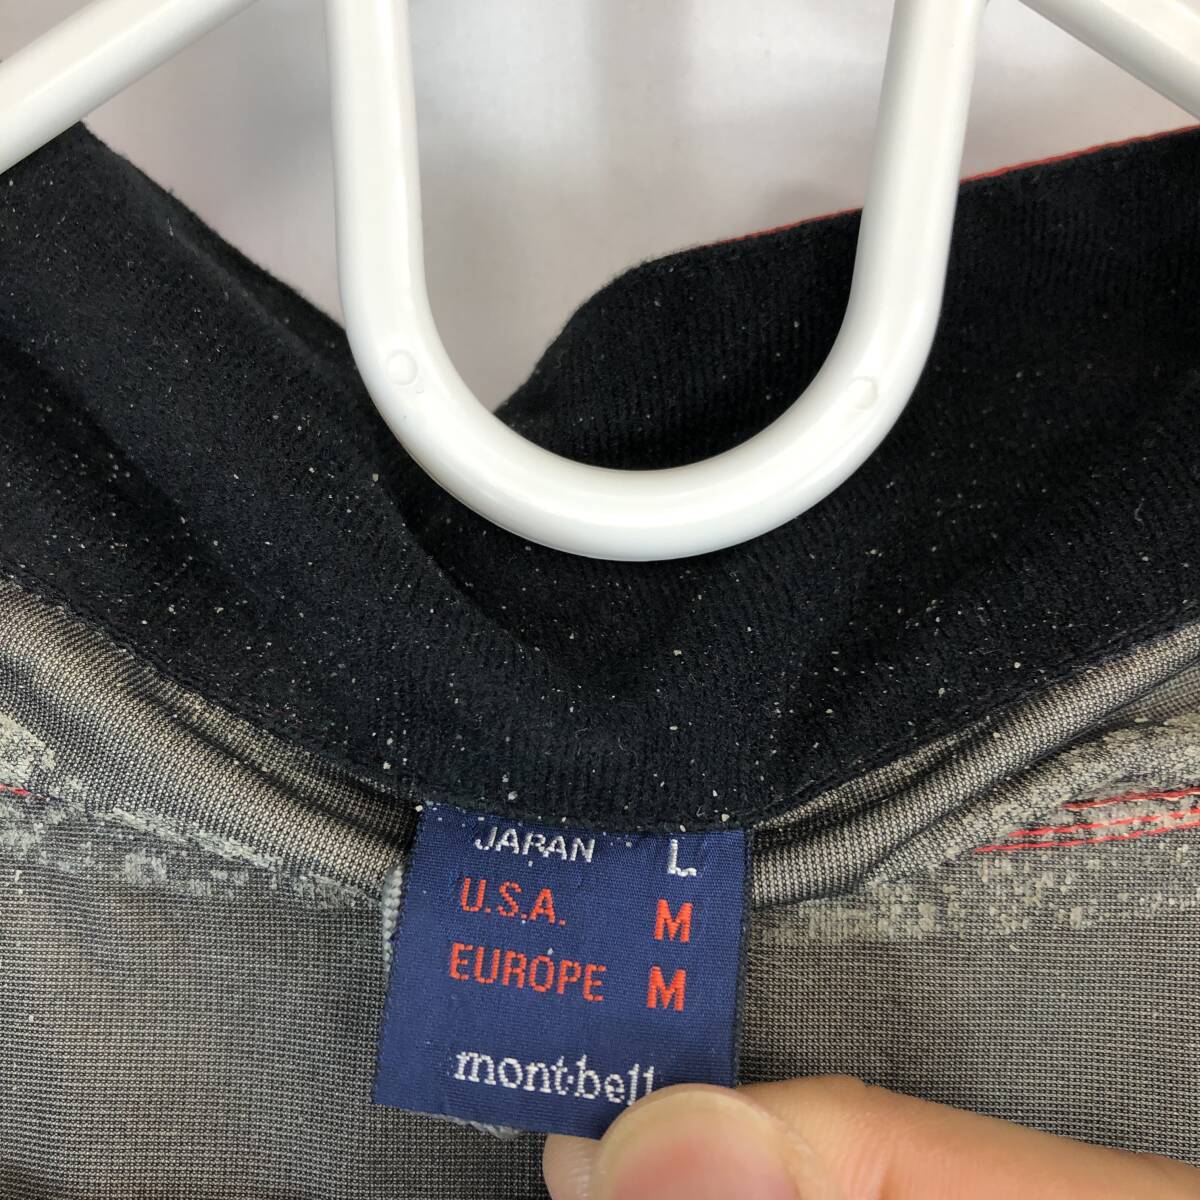 JAPAN L
U.S.A. M
EUROPE M
mont-bell